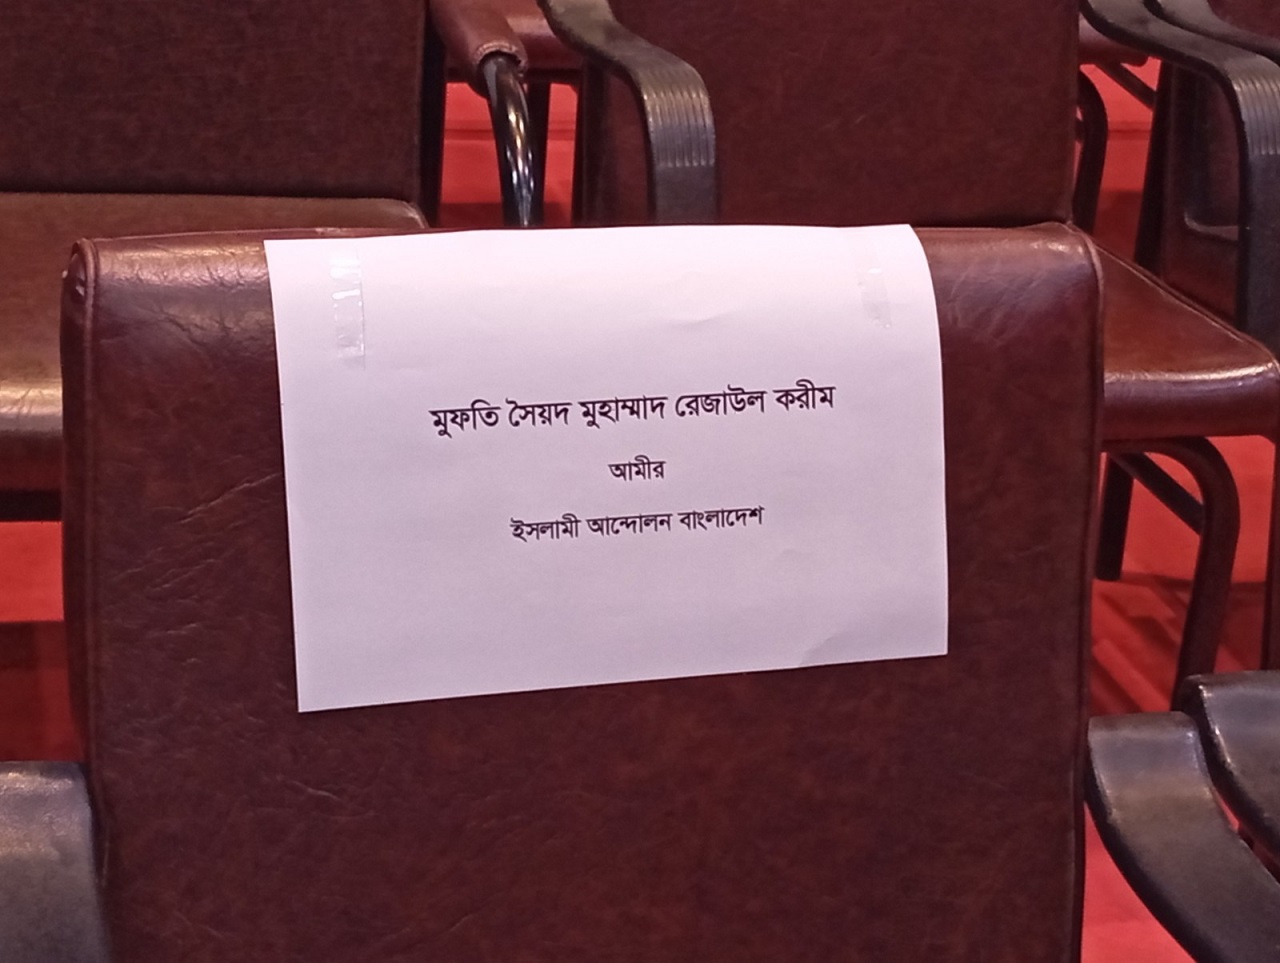 মুফতি সৈয়দ মুহাম্মাদ রেজাউল করীম
আমীর
ইসলামী আন্দোলন বাংলাদেশ